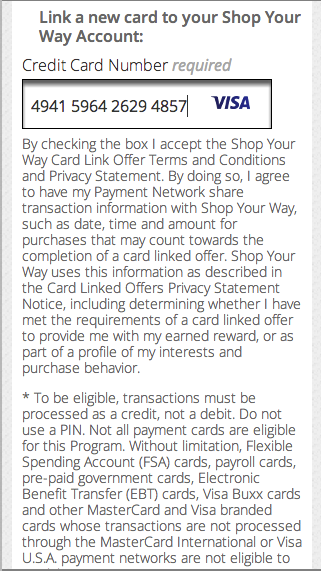 Link a new card to your Shop Your
Way Account:
Credit Card Number required
4941 5964 2629 4857 VISA
By checking the box I accept the Shop Your
Way Card Link Offer Terms and Conditions
and Privacy Statement. By doing so, I agree
to have my Payment Network share
transaction information with Shop Your Way,
such as date, time and amount for
purchases that may count towards the
completion of a card linked offer. Shop Your
Way uses this information as described in
the Card Linked Offers Privacy Statement
Notice, including determining whether I have
met the requirements of a card linked offer
to provide me with my earned reward, or as
part of a profile of my interests and
purchase behavior.
* To be eligible, transactions must be
processed as a credit, not a debit. Do not
use a PIN. Not all payment cards are eligible
for this Program. Without limitation, Flexible
Spending Account (FSA) cards, payroll cards,
pre-paid government cards, Electronic
Benefit Transfer (EBT) cards, Visa Buxx cards
and other MasterCard and Visa branded
cards whose transactions are not processed
through the MasterCard International or Visa
U.S.A. payment networks are not eligible to